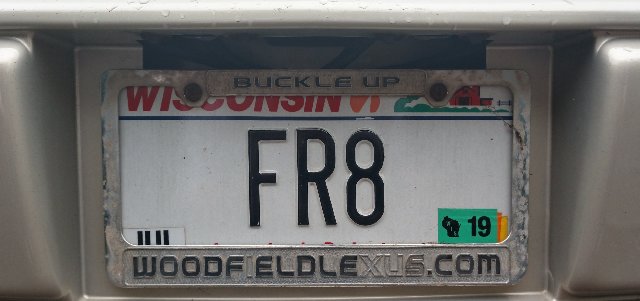 BUCKLE UP
WISCONSIN
FR8
19
WOODFIELDLEXUS.COM